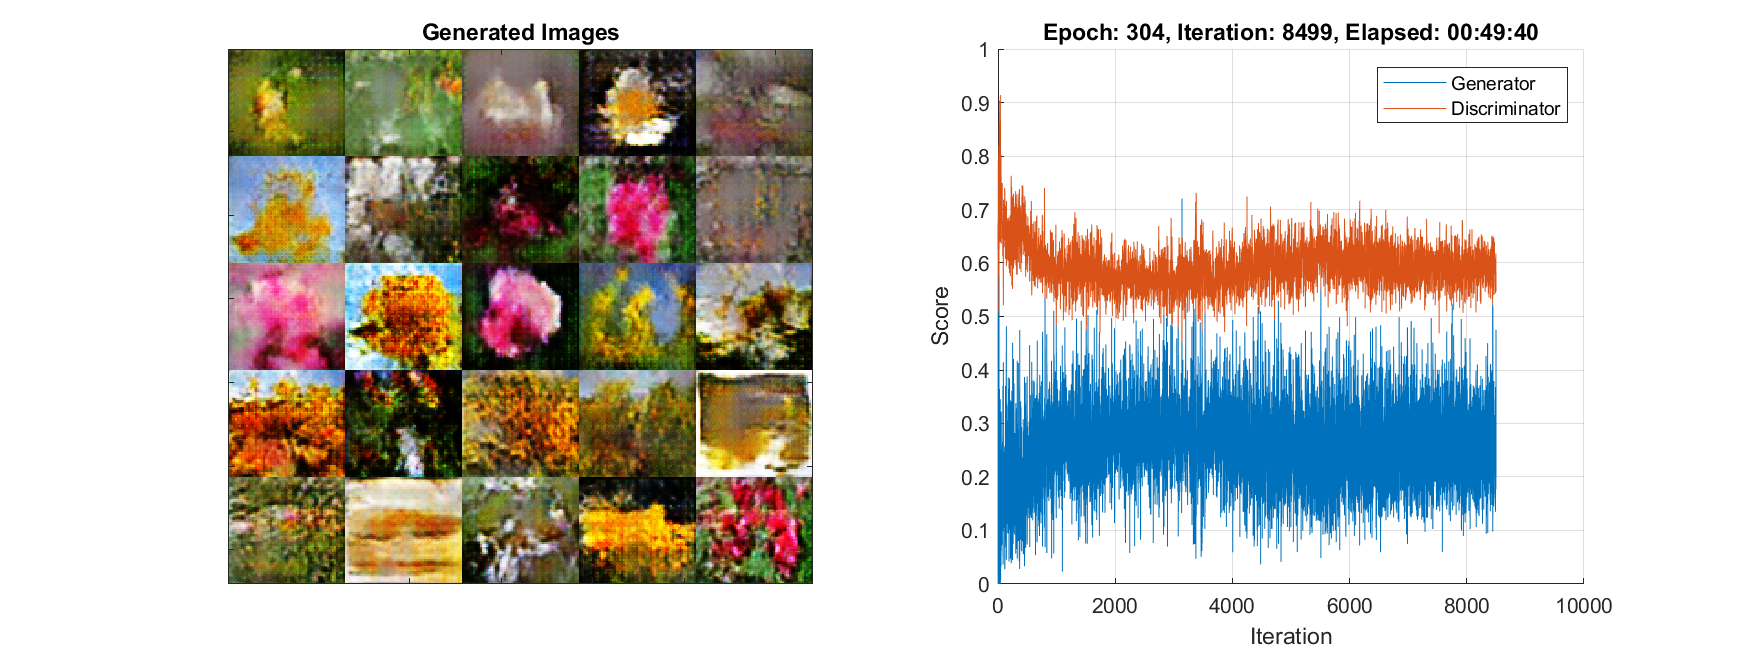 Generated Images
Epoch: 304, Iteration: 8499, Elapsed: 00:49:40
Generator
Discriminator
1
0.9
0.8
0.7
0.6
0.5
0.4
0.3
0.2
0.1
0
Score
0 2000 4000 6000 8000 10000
Iteration